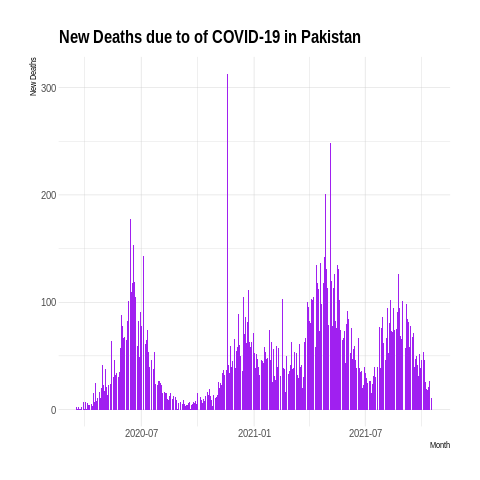 New Deaths due to of COVID-19 in Pakistan
New Deaths
300
200
100
0
2020-07
2021-01
2021-07
Month